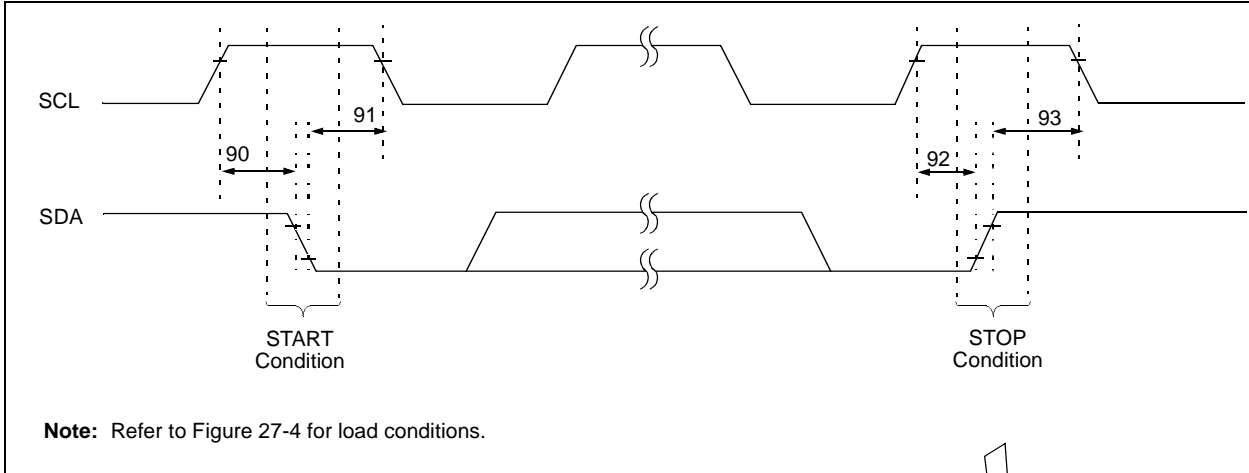 SCL
91
93
90
92
SDA
START
Condition
STOP
Condition
Note: Refer to Figure 27-4 for load conditions.